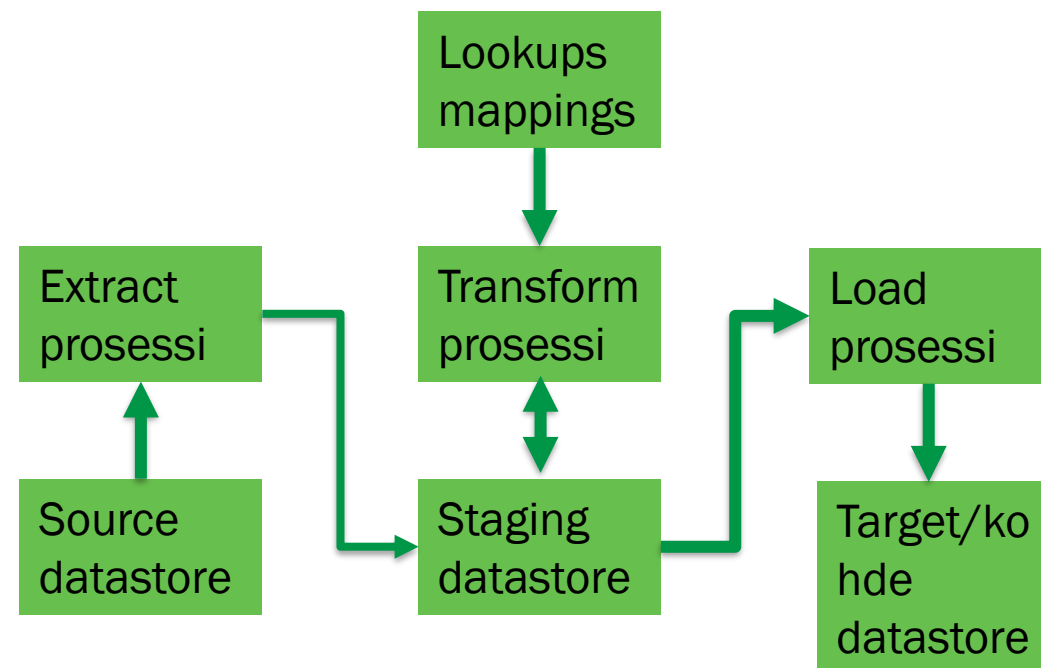 Lookups
mappings
Extract
prosessi
Transform
prosessi
Load
prosessi
Source
datastore
Staging
datastore
Target/ko
hde
datastore